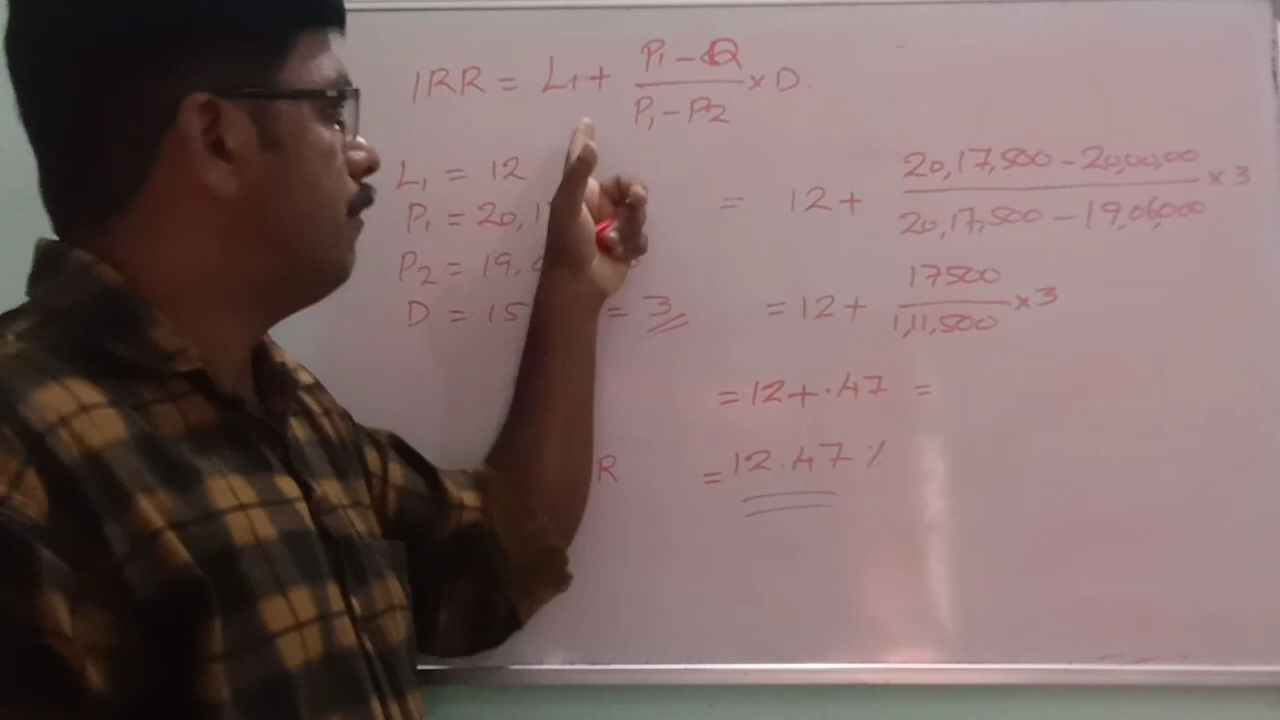 IRR = L1 + P1 - Q / P1 - P2 × D
L1 = 12
P1 = 20,1
P2 = 19,
D = 15 = 3
= 12 + 20,17,500 - 20,00,00 / 20,17,500 - 19,06,000 × 3
= 12 + 17500 / 1,11,500 × 3
= 12 + .47 =
R = 12.47 %